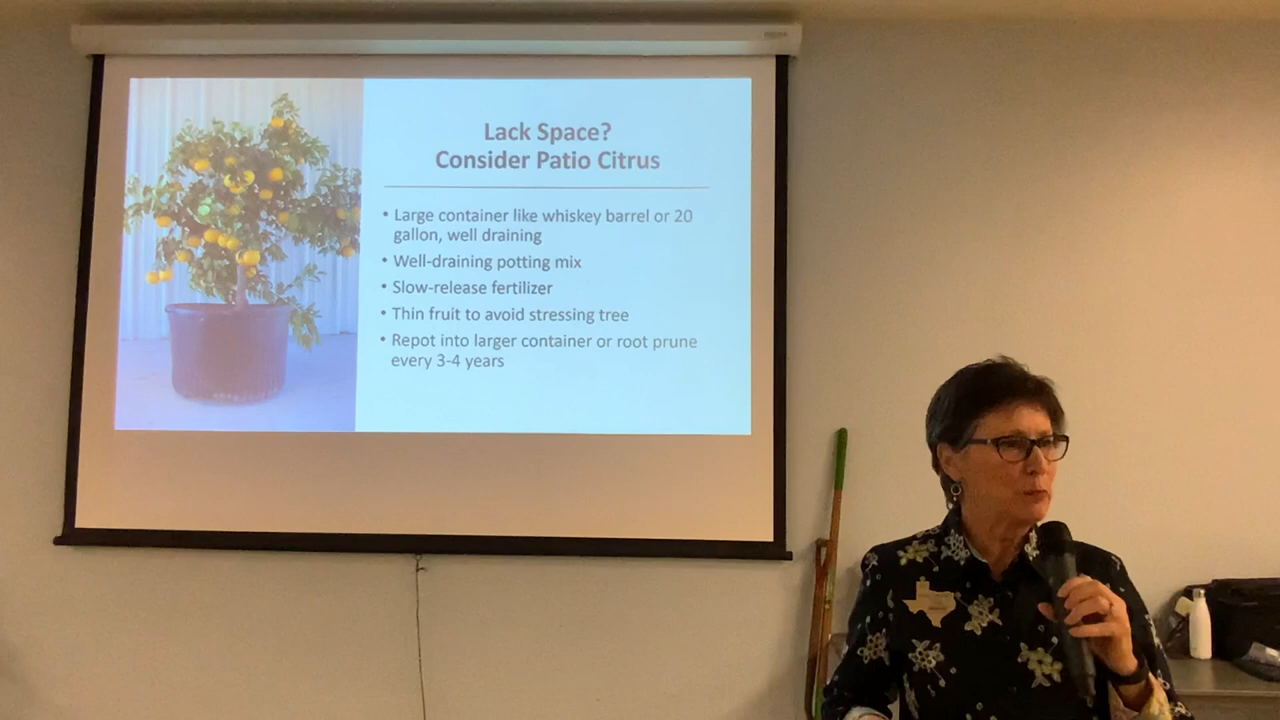 Lack Space?
Consider Patio Citrus
• Large container like whiskey barrel or 20
gallon, well draining
• Well-draining potting mix
• Slow-release fertilizer
• Thin fruit to avoid stressing tree
• Repot into larger container or root prune
every 3-4 years